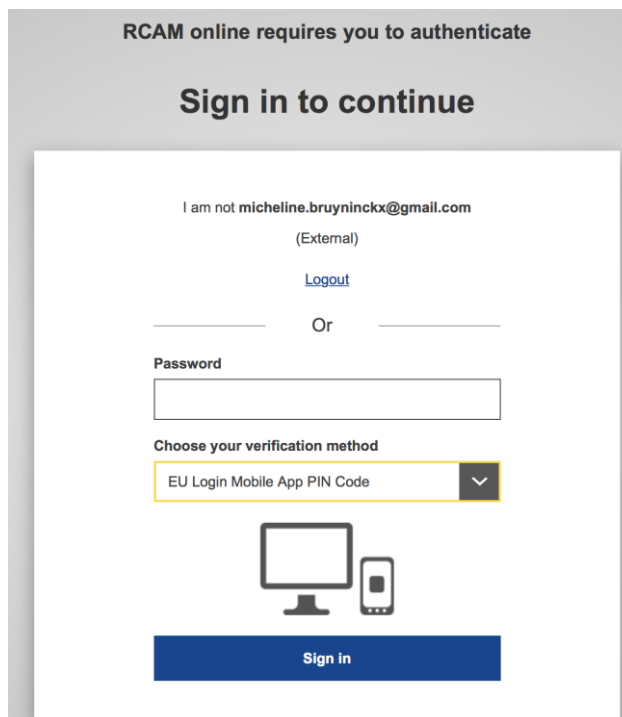 RCAM online requires you to authenticate
Sign in to continue
I am not micheline.bruyninckx@gmail.com
(External)
Logout
Or
Password
Choose your verification method
EU Login Mobile App PIN Code
Sign in